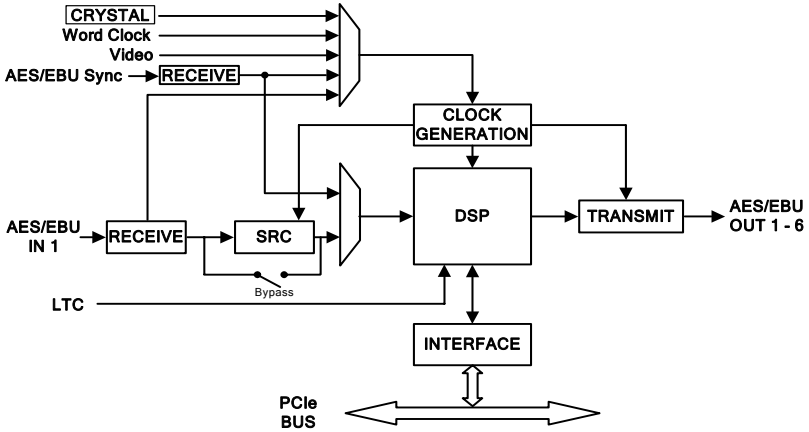 CRYSTAL
Word Clock
Video
AES/EBU Sync
RECEIVE
CLOCK
GENERATION
AES/EBU
IN 1
RECEIVE
SRC
Bypass
DSP
TRANSMIT
AES/EBU
OUT 1 - 6
LTC
INTERFACE
PCIe
BUS